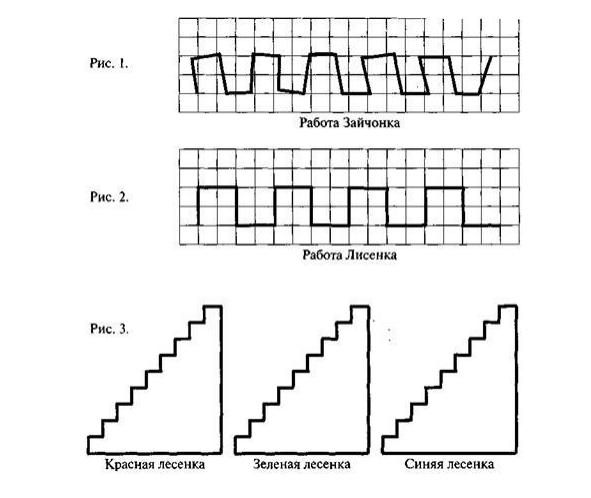 Рис. 1.
Работа Зайчонка
Рис. 2.
Работа Лисенка
Рис. 3.
Красная лесенка
Зеленая лесенка
Синяя лесенка